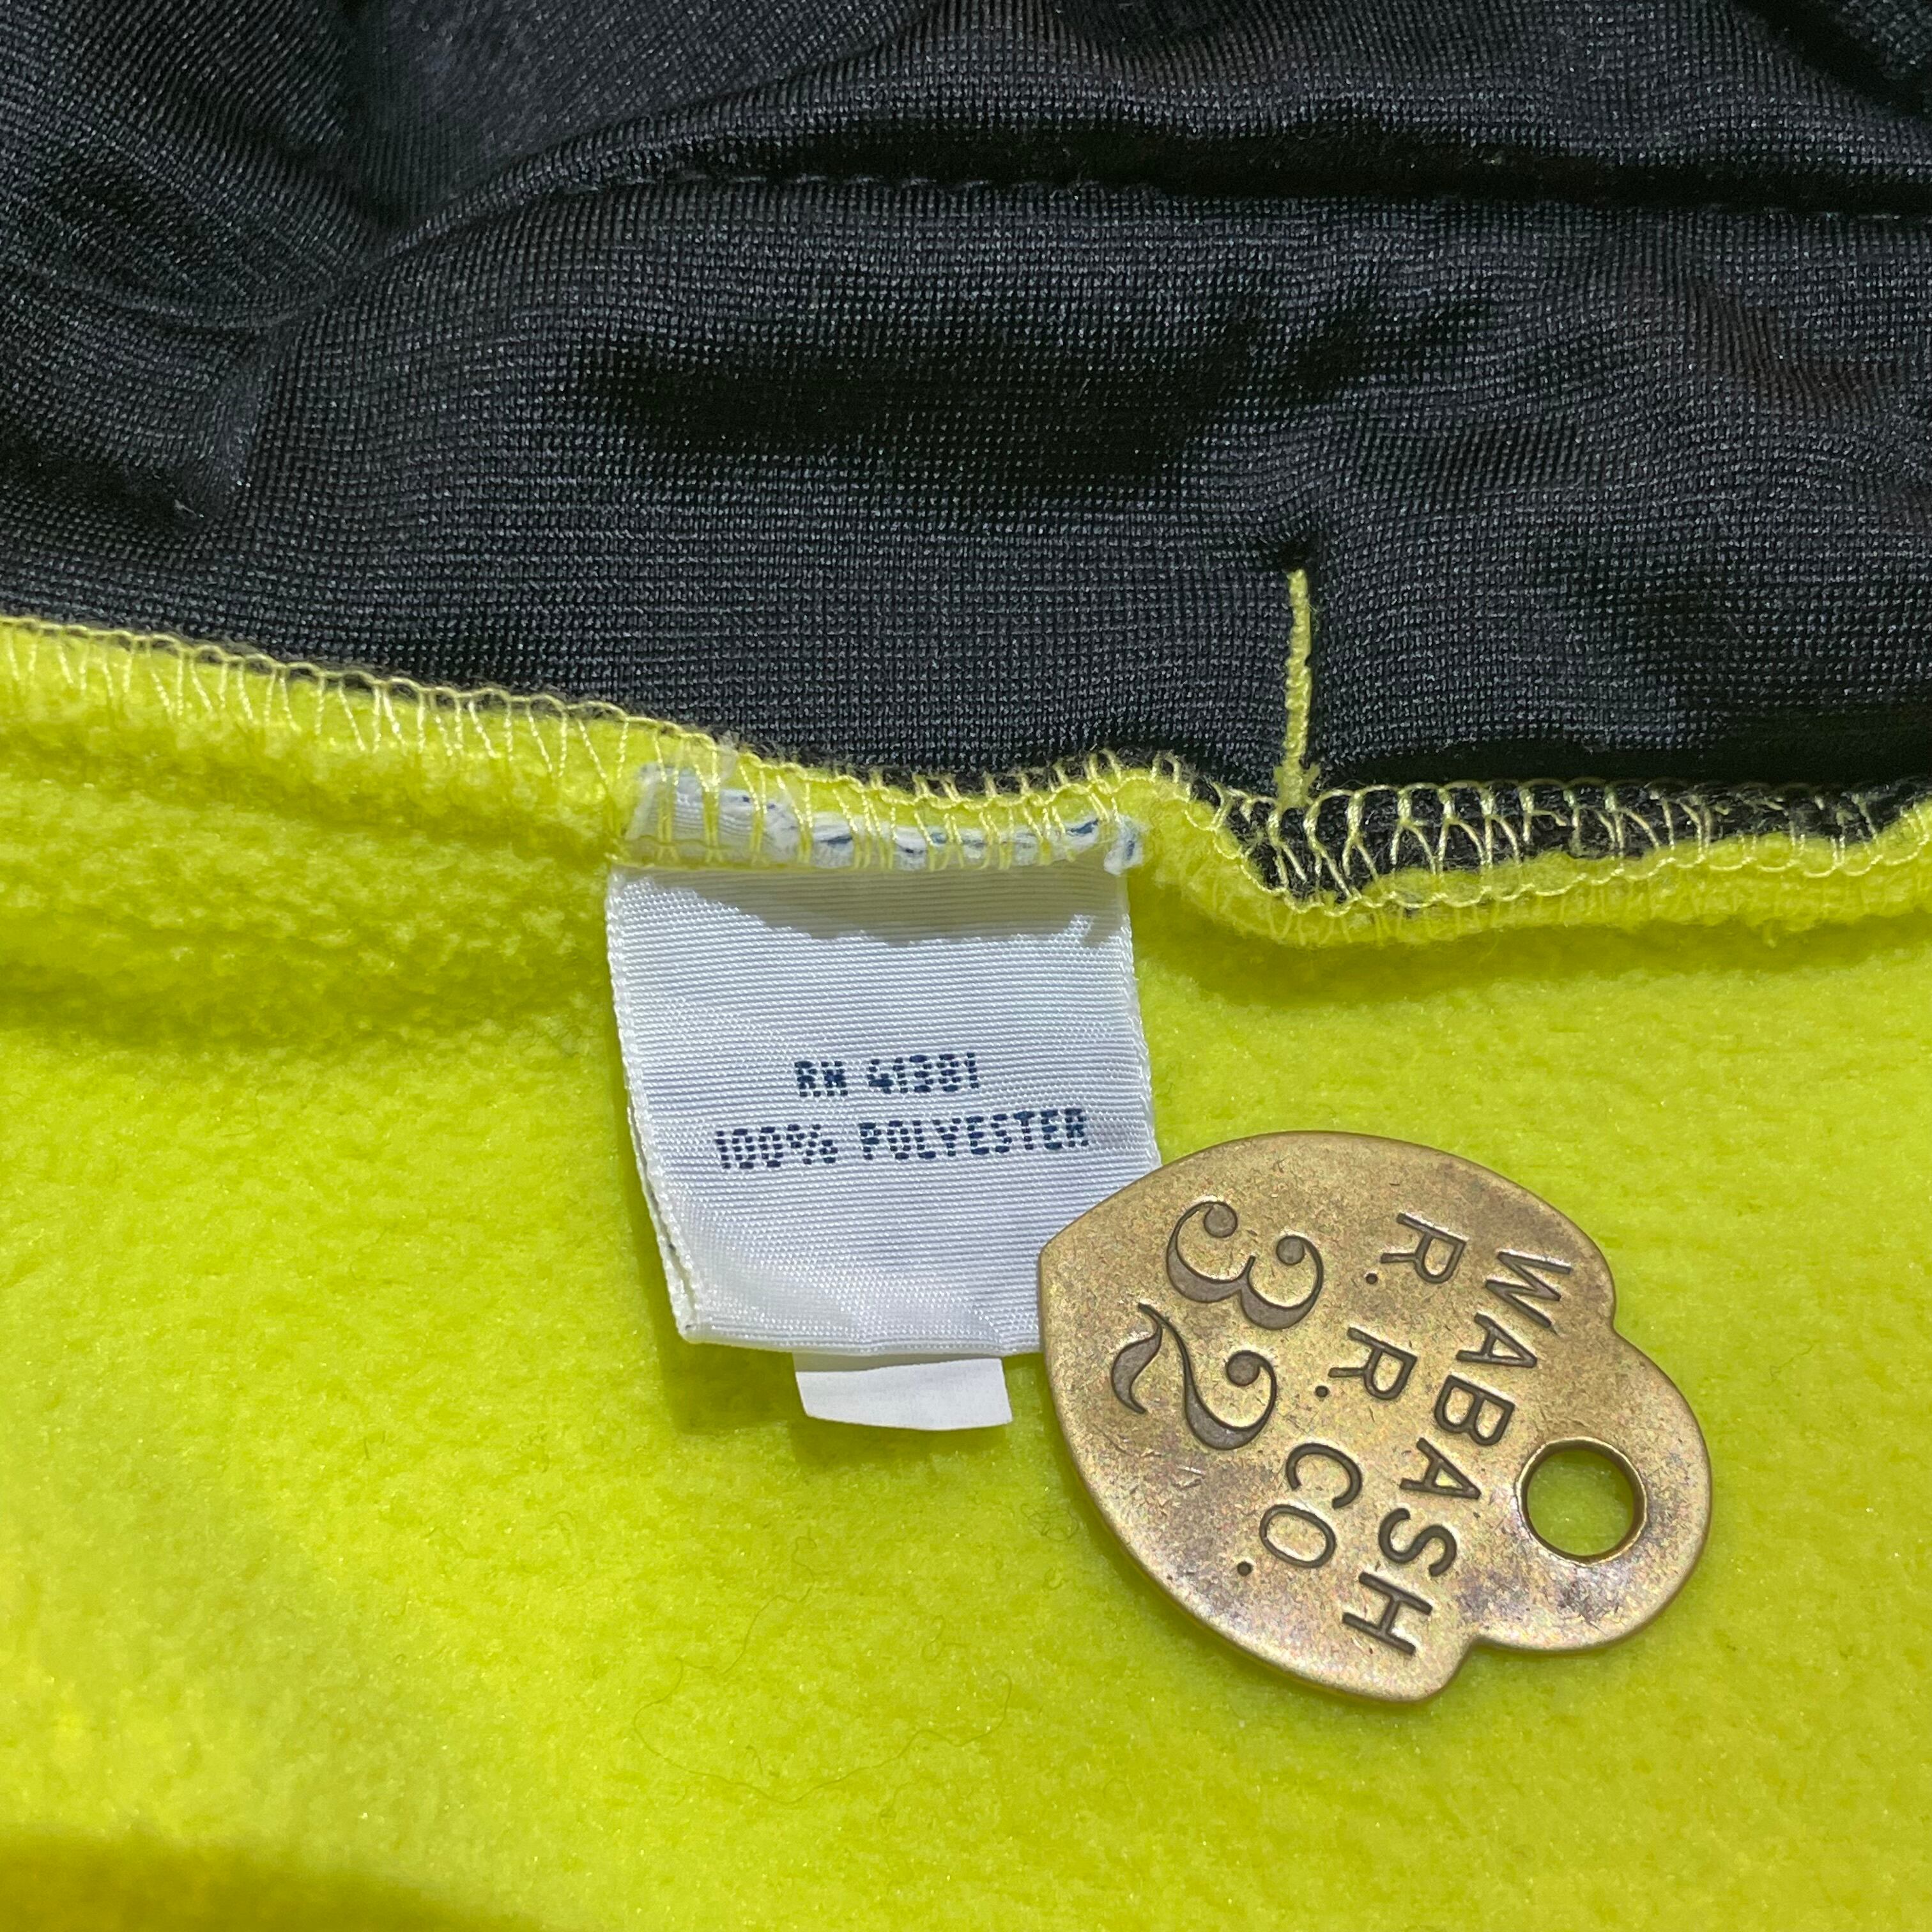 RN 41381
100% POLYESTER
WABASH
R. R. CO.
32